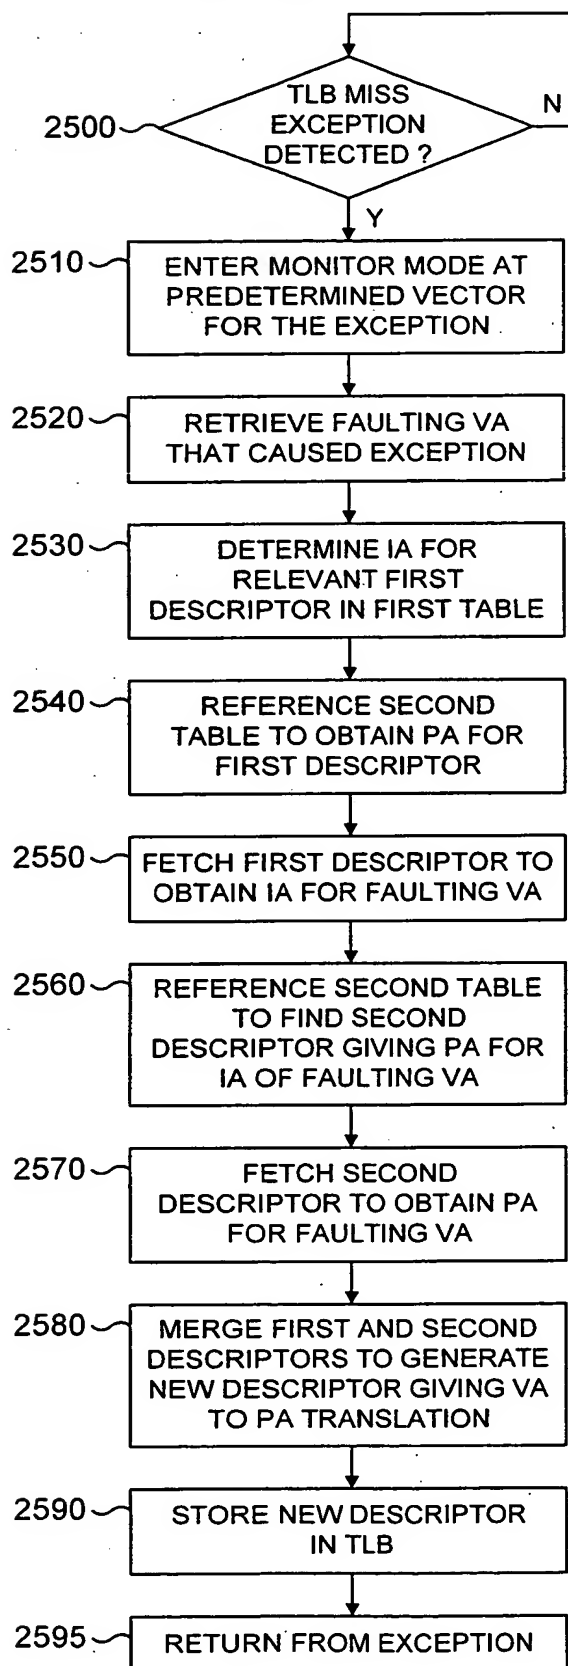 TLB MISS
EXCEPTION
DETECTED ?
2500
N
Y
2510
ENTER MONITOR MODE AT
PREDETERMINED VECTOR
FOR THE EXCEPTION
2520
RETRIEVE FAULTING VA
THAT CAUSED EXCEPTION
2530
DETERMINE IA FOR
RELEVANT FIRST
DESCRIPTOR IN FIRST TABLE
2540
REFERENCE SECOND
TABLE TO OBTAIN PA FOR
FIRST DESCRIPTOR
2550
FETCH FIRST DESCRIPTOR TO
OBTAIN IA FOR FAULTING VA
2560
REFERENCE SECOND TABLE
TO FIND SECOND
DESCRIPTOR GIVING PA FOR
IA OF FAULTING VA
2570
FETCH SECOND
DESCRIPTOR TO OBTAIN PA
FOR FAULTING VA
2580
MERGE FIRST AND SECOND
DESCRIPTORS TO GENERATE
NEW DESCRIPTOR GIVING VA
TO PA TRANSLATION
2590
STORE NEW DESCRIPTOR
IN TLB
2595
RETURN FROM EXCEPTION